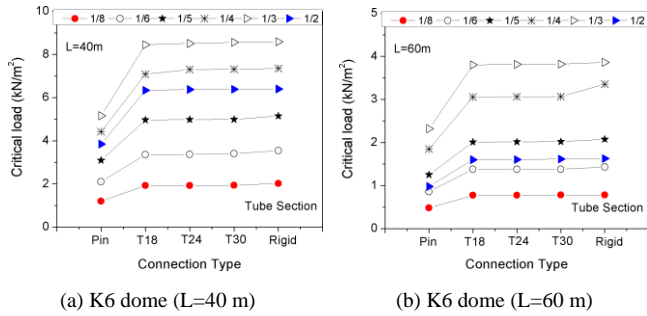 1/8 1/6 1/5 1/4 1/3 1/2
10
8
6
4
2
0
Critical load (kN/m²)
L=40m
Tube Section
Pin T18 T24 T30 Rigid
Connection Type
(a) K6 dome (L=40 m)
1/8 1/6 1/5 1/4 1/3 1/2
5
4
3
2
1
0
Critical load (kN/m²)
L=60m
Tube Section
Pin T18 T24 T30 Rigid
Connection Type
(b) K6 dome (L=60 m)